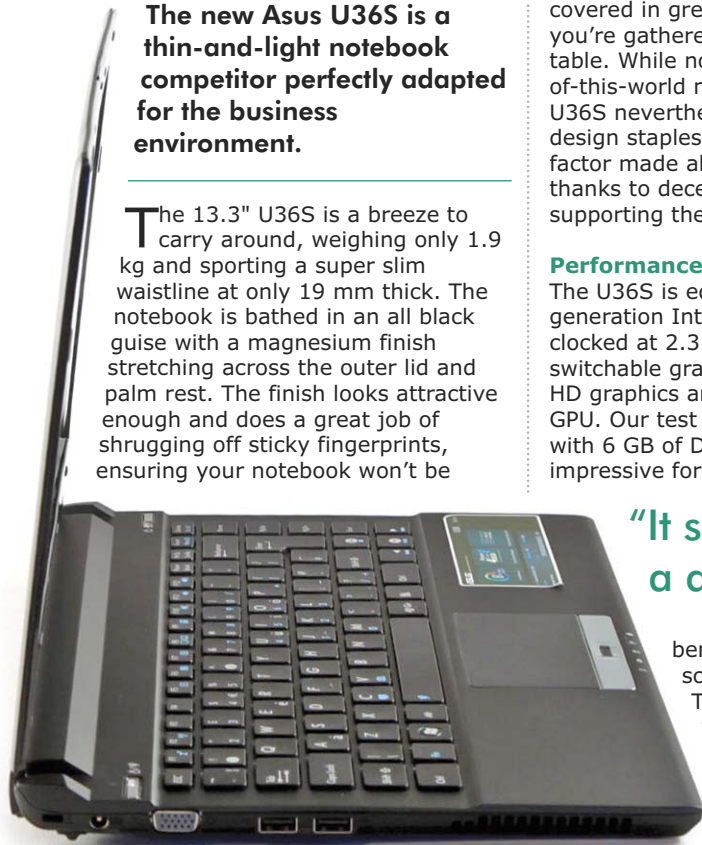 The new Asus U36S is a
thin-and-light notebook
competitor perfectly adapted
for the business
environment.
The 13.3" U36S is a breeze to
carry around, weighing only 1.9
kg and sporting a super slim
waistline at only 19 mm thick. The
notebook is bathed in an all black
guise with a magnesium finish
stretching across the outer lid and
palm rest. The finish looks attractive
enough and does a great job of
shrugging off sticky fingerprints,
ensuring your notebook won't be
covered in gre
you're gathere
table. While no
of-this-world
U36S neverthe
design staples
factor made al
thanks to dece
supporting the
Performance
The U36S is e
generation Int
clocked at 2.3
switchable gra
HD graphics a
GPU. Our test
with 6 GB of D
impressive for
"It s
a
ber
sc
T